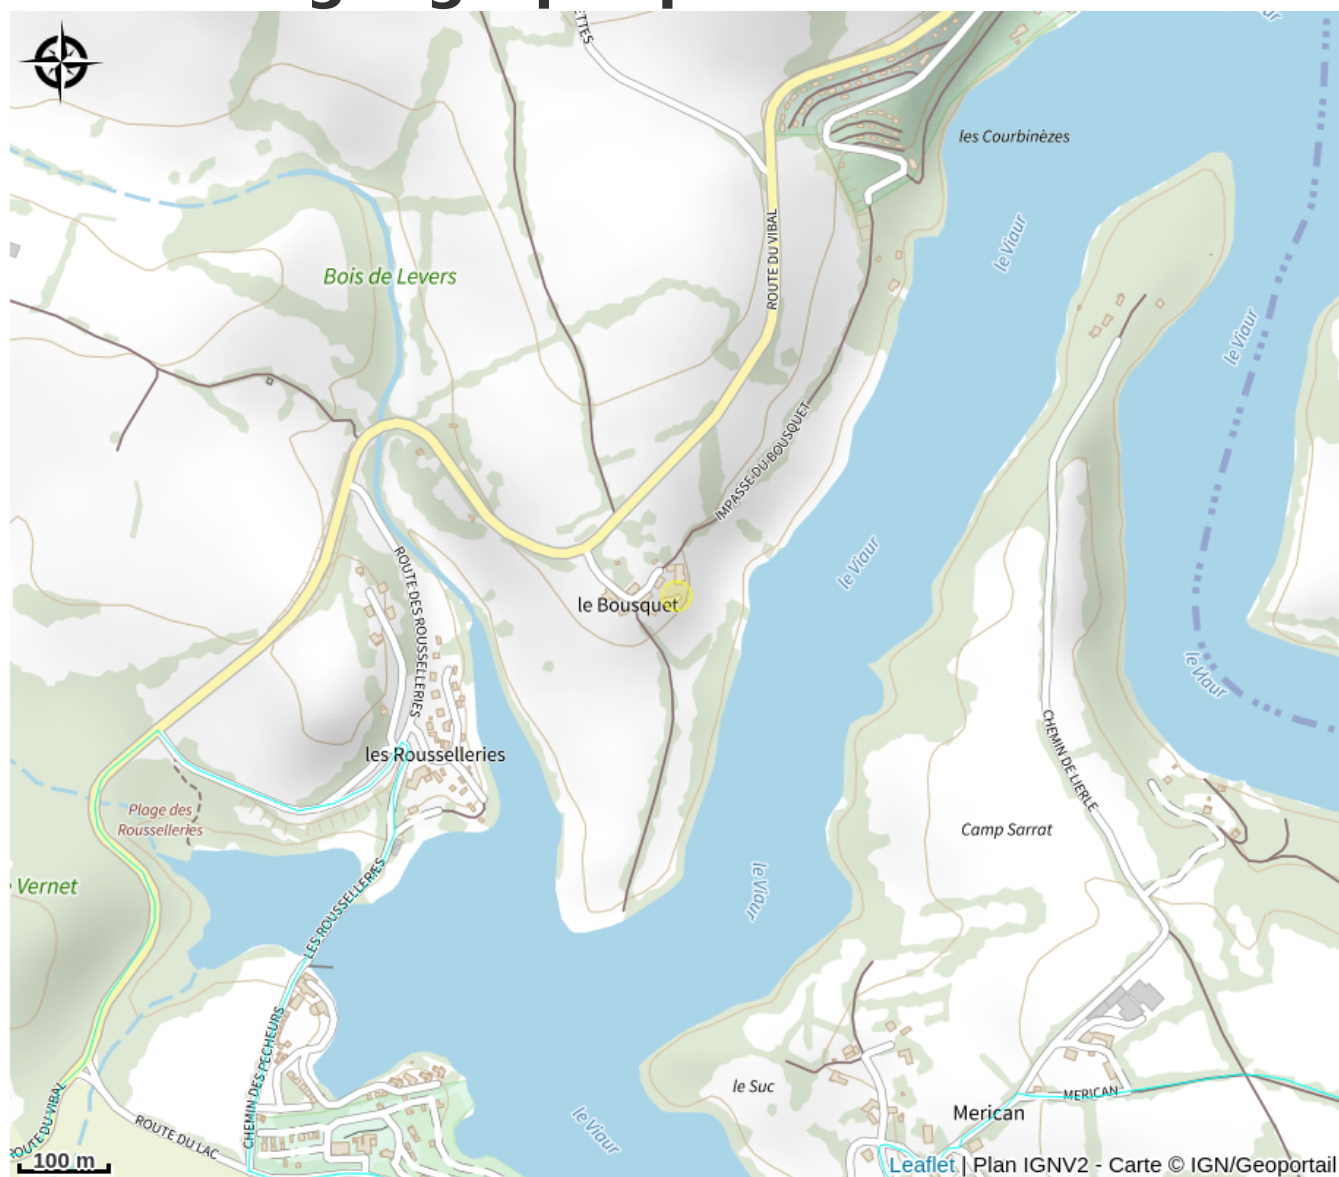 ETTES
les Courbinèzes
le Viaur
ROUTE DU VIBAL
Bois de Levers
le Viaur
IMPASSE DU BOUSQUET
le Viaur
ROUTE DES ROUSSELLERIES
le Bousquet
le Viaur
CHEMIN DE LIERLE
les Rousselleries
Plage des
Rousselleries
Camp Sarrat
Vernet
le Viaur
LES ROUSSELLERIES
CHEMIN DES PECHEURS
le Suc
MERICAN
Merican
ROUTE DU VIBAL
ROUTE DU LAC
le Viaur
100 m
Leaflet | Plan IGNV2 - Carte © IGN/Geoportail